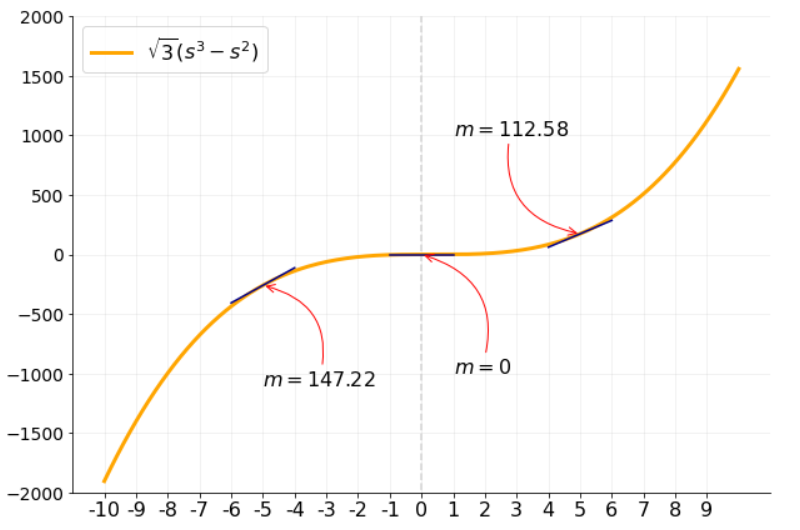 2000
√3(s³ − s²)
1500
m = 112.58
1000
500
0
−500
m = 147.22
m = 0
−1000
−1500
−2000
-10 -9 -8 -7 -6 -5 -4 -3 -2 -1 0 1 2 3 4 5 6 7 8 9